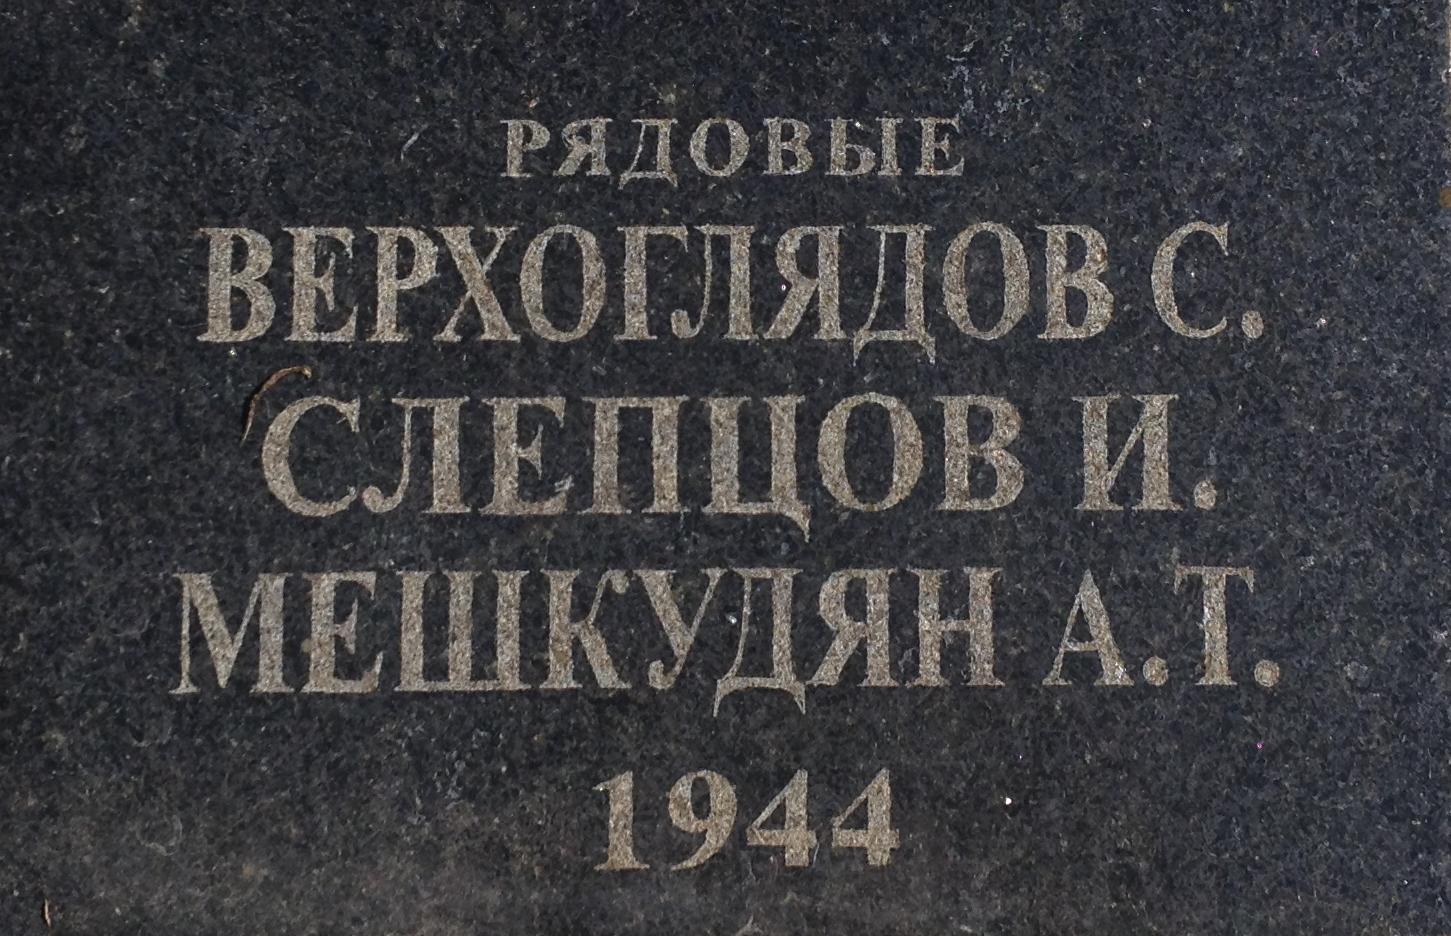 РЯДОВЫЕ
ВЕРХОГЛЯДОВ С.
СЛЕПЦОВ И.
МЕШКУДЯН А.Т.
1944